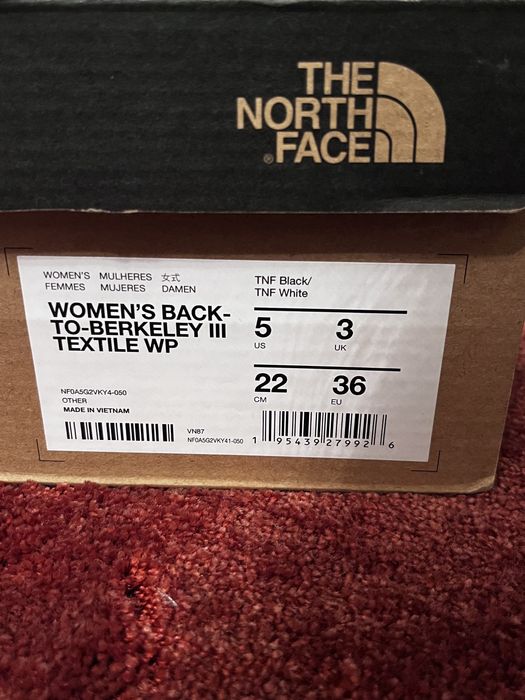 THE
NORTH
®FACE
WOMEN'S MULHERES 女式
FEMMES MUJERES DAMEN
WOMEN'S BACK-
TO-BERKELEY III
TEXTILE WP
NF0A5G2VKY4-050
OTHER
MADE IN VIETNAM
VN87
NF0A5G2VKY41-050
TNF Black/
TNF White
5 3
US UK
22 36
CM EU
1 95439 27992 6